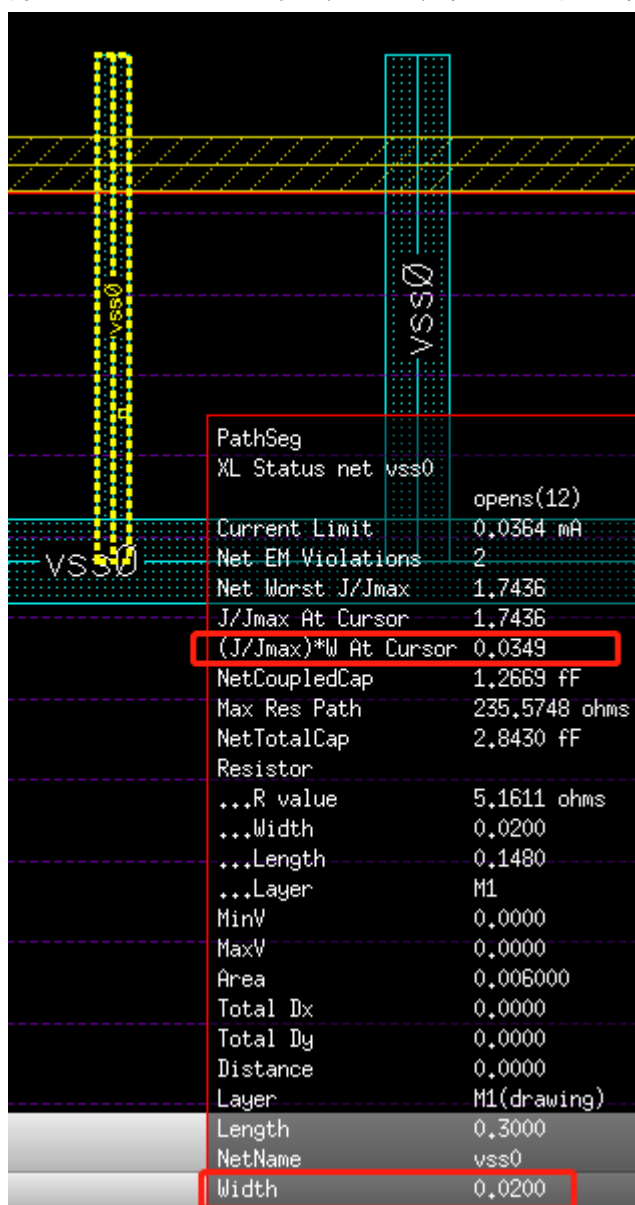 vss0
vss0
vss0
PathSeg
XL Status net vss0
opens(12)
Current Limit 0.0364 mA
Net EM Violations 2
Net Worst J/Jmax 1.7436
J/Jmax At Cursor 1.7436
(J/Jmax)*W At Cursor 0.0349
NetCoupledCap 1.2669 fF
Max Res Path 235.5748 ohms
NetTotalCap 2.8430 fF
Resistor
...R value 5.1611 ohms
...Width 0.0200
...Length 0.1480
...Layer M1
MinV 0.0000
MaxV 0.0000
Area 0.006000
Total Dx 0.0000
Total Dy 0.0000
Distance 0.0000
Layer M1(drawing)
Length 0.3000
NetName vss0
Width 0.0200